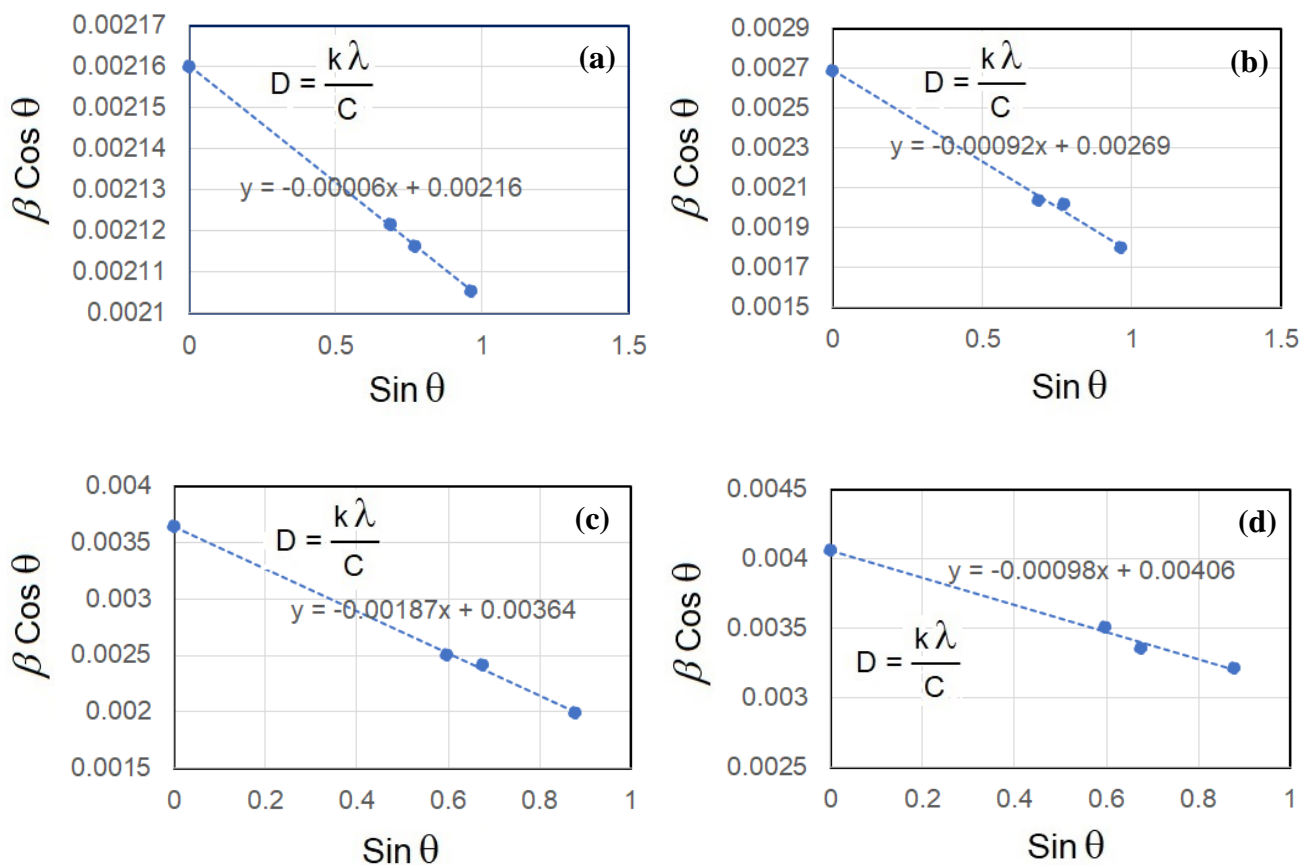 0.00217
0.00216
0.00215
0.00214
0.00213
0.00212
0.00211
0.0021
β Cos θ
(a)
D = kλ / C
y = -0.00006x + 0.00216
0 0.5 1 1.5
Sin θ
0.0029
0.0027
0.0025
0.0023
0.0021
0.0019
0.0017
0.0015
β Cos θ
(b)
D = kλ / C
y = -0.00092x + 0.00269
0 0.5 1 1.5
Sin θ
0.004
0.0035
0.003
0.0025
0.002
0.0015
β Cos θ
(c)
D = kλ / C
y = -0.00187x + 0.00364
0 0.2 0.4 0.6 0.8 1
Sin θ
0.0045
0.004
0.0035
0.003
0.0025
β Cos θ
(d)
y = -0.00098x + 0.00406
D = kλ / C
0 0.2 0.4 0.6 0.8 1
Sin θ